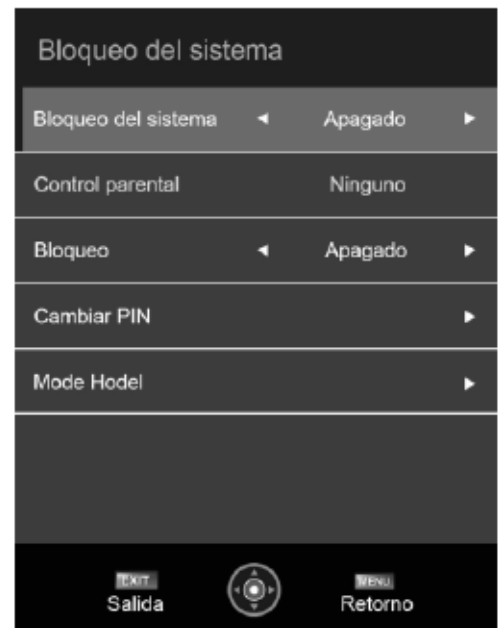 Bloqueo del sistema
Bloqueo del sistema Apagado
Control parental Ninguno
Bloqueo Apagado
Cambiar PIN
Mode Hodel
EXIT MENU
Salida Retorno